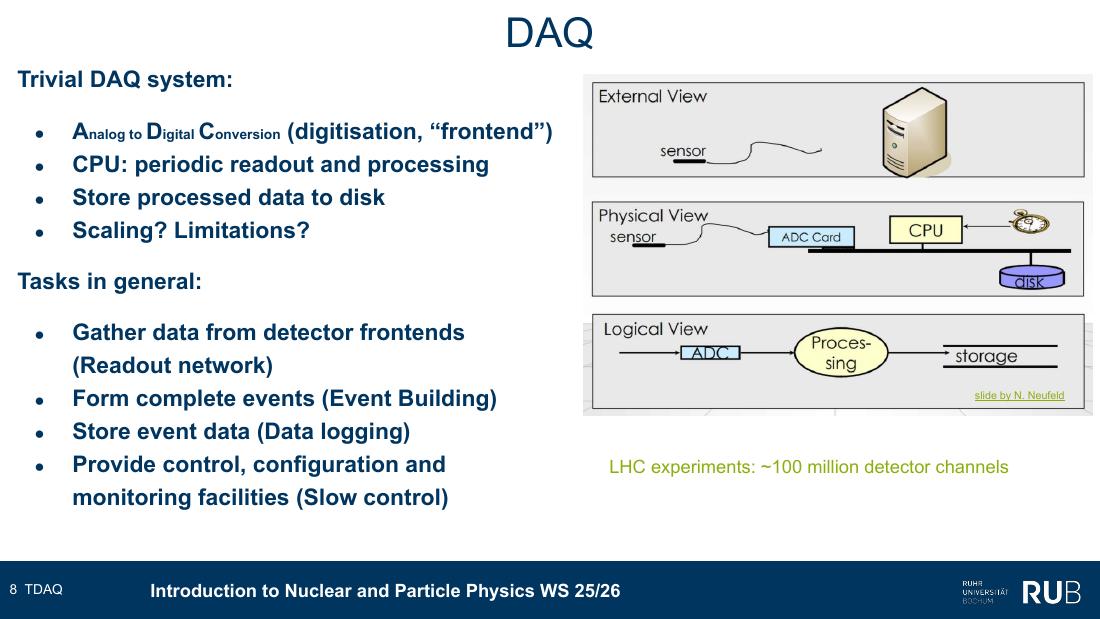 DAQ
Trivial DAQ system:
● Analog to Digital Conversion (digitisation, “frontend”)
● CPU: periodic readout and processing
● Store processed data to disk
● Scaling? Limitations?
Tasks in general:
● Gather data from detector frontends
(Readout network)
● Form complete events (Event Building)
● Store event data (Data logging)
● Provide control, configuration and
monitoring facilities (Slow control)
External View
sensor
Physical View
sensor
ADC Card
CPU
disk
Logical View
ADC
Proces-
sing
storage
slide by N. Neufeld
LHC experiments: ~100 million detector channels
8 TDAQ
Introduction to Nuclear and Particle Physics WS 25/26
RUHR
UNIVERSITÄT
BOCHUM
RUB